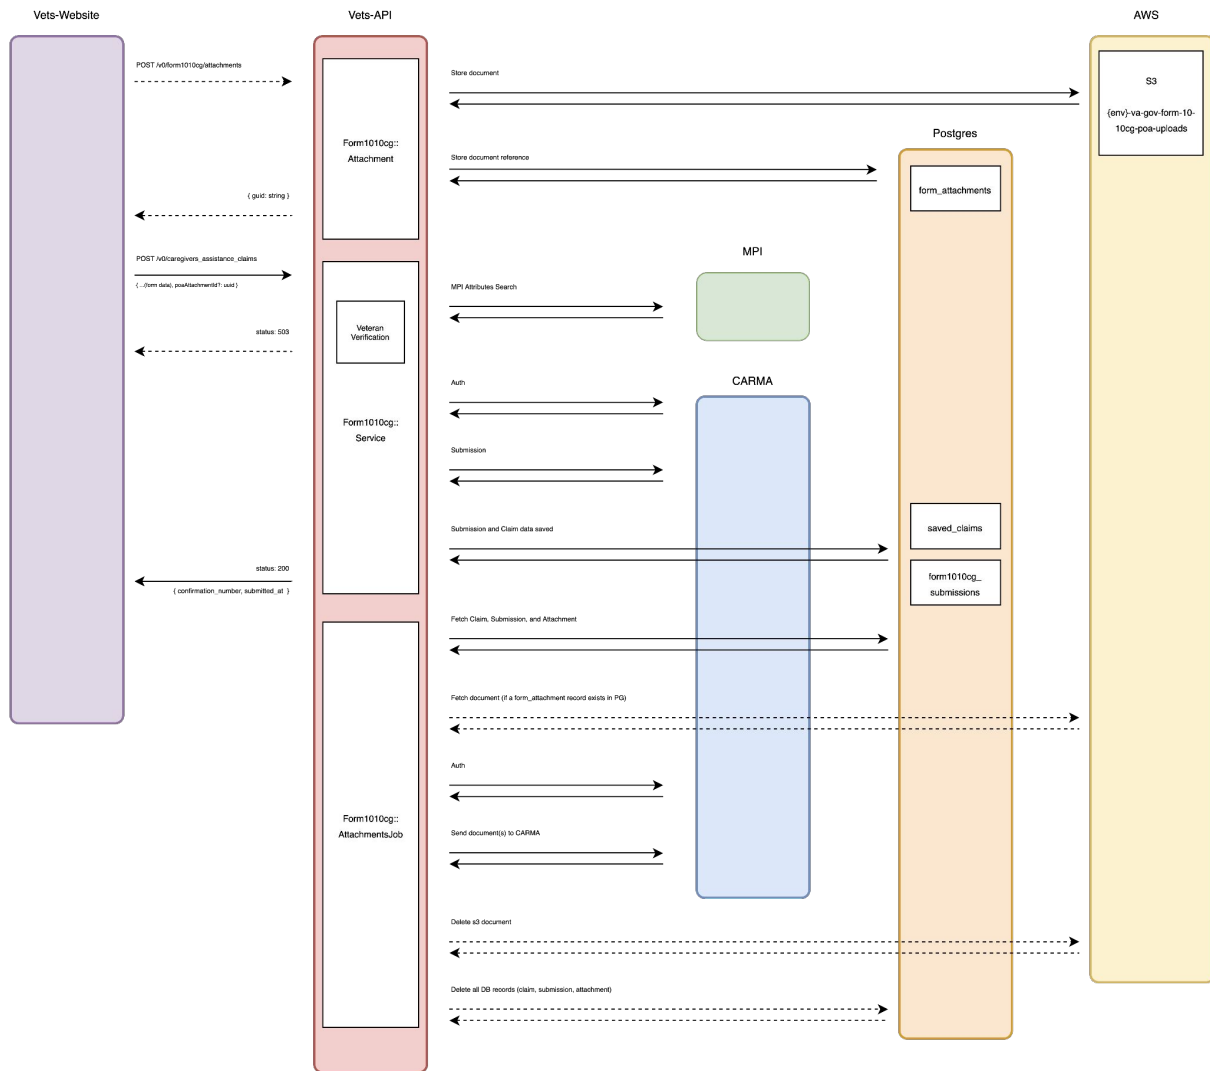 Vets-Website
Vets-API
AWS
POST /v0/form1010cg/attachments
Store document
S3
{env}-va-gov-form-10-
10cg-poa-uploads
Postgres
Form1010cg::
Attachment
Store document reference
form_attachments
{ guid: string }
MPI
POST /v0/caregivers_assistance_claims
{ ...(form data), poaAttachmentId?: uuid }
MPI Attributes Search
Veteran
Verification
status: 503
Auth
CARMA
Form1010cg::
Service
Submission
Submission and Claim data saved
saved_claims
status: 200
{ confirmation_number, submitted_at }
form1010cg_
submissions
Fetch Claim, Submission, and Attachment
Fetch document (if a form_attachment record exists in PG)
Auth
Form1010cg::
AttachmentsJob
Send document(s) to CARMA
Delete s3 document
Delete all DB records (claim, submission, attachment)